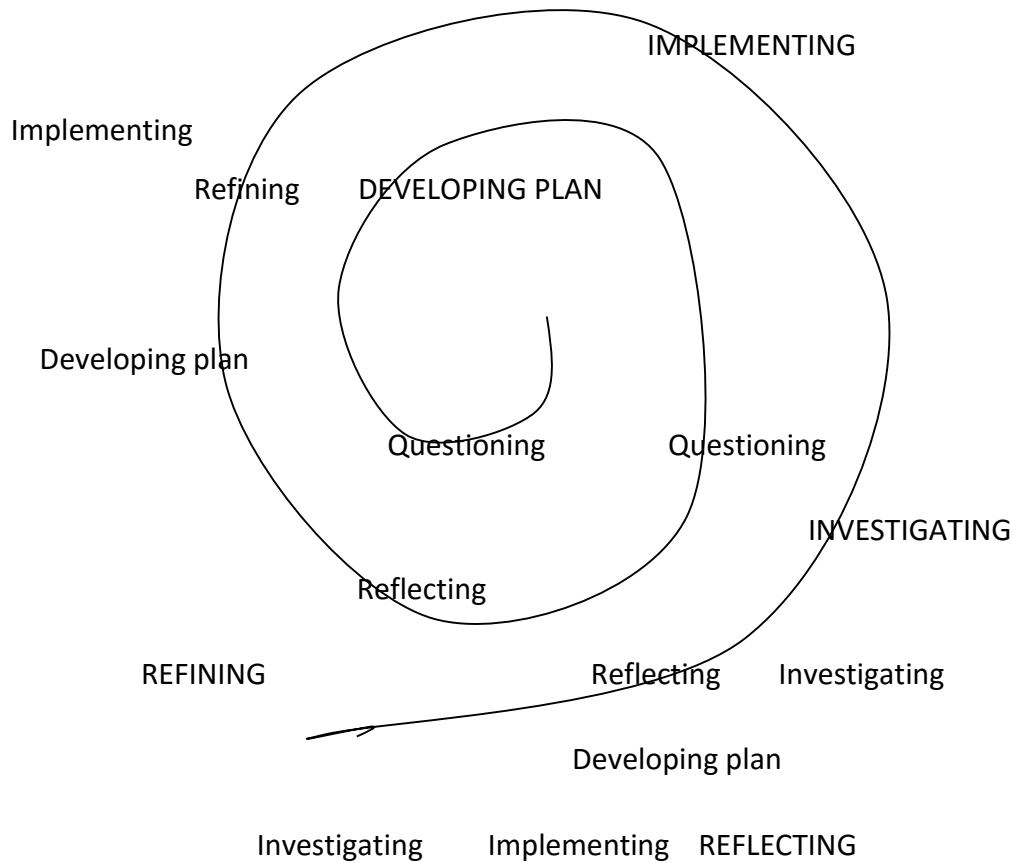 IMPLEMENTING
Implementing
Refining
DEVELOPING PLAN
Developing plan
Questioning
Questioning
INVESTIGATING
Reflecting
REFINING
Reflecting
Investigating
Developing plan
Investigating
Implementing
REFLECTING